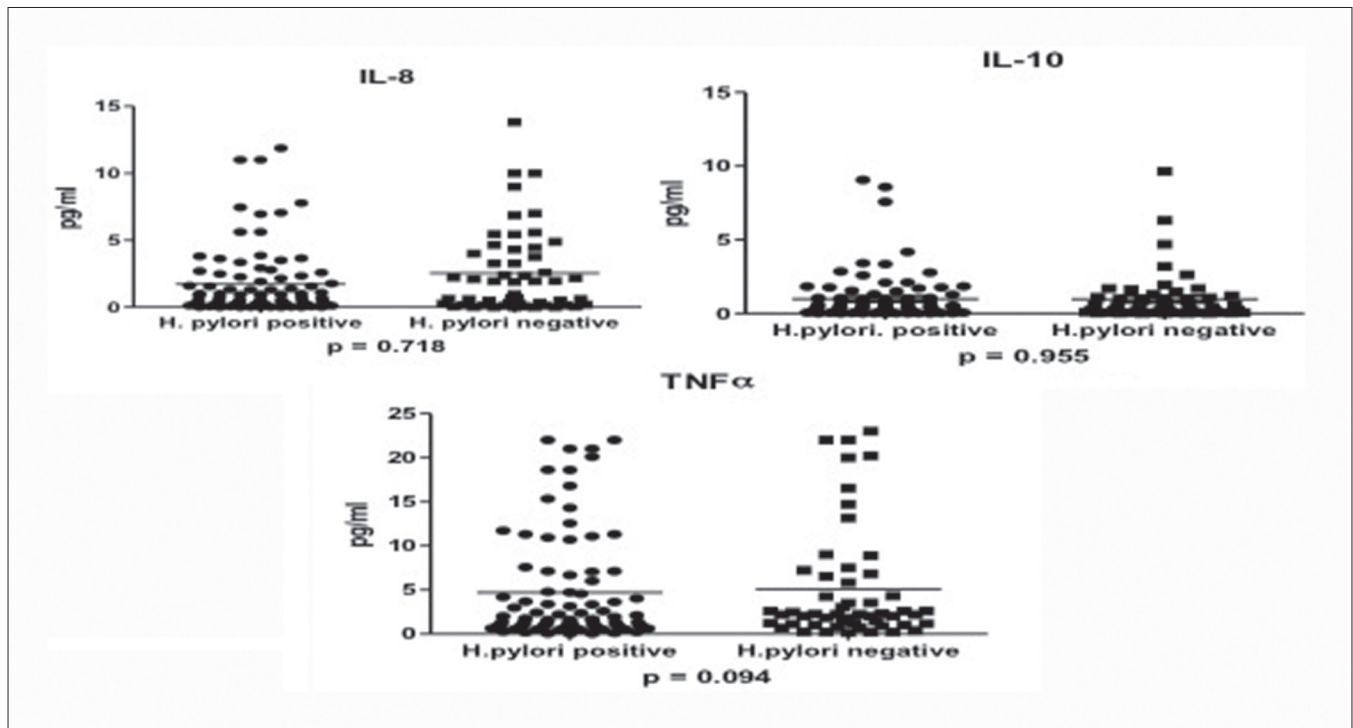 IL-8
15
10
5
0
pg/ml
H. pylori positive H. pylori negative
p = 0.718
IL-10
15
10
5
0
pg/ml
H.pylori. positive H.pylori negative
p = 0.955
TNFα
25
20
15
10
5
0
pg/ml
H.pylori positive H.pylori negative
p = 0.094